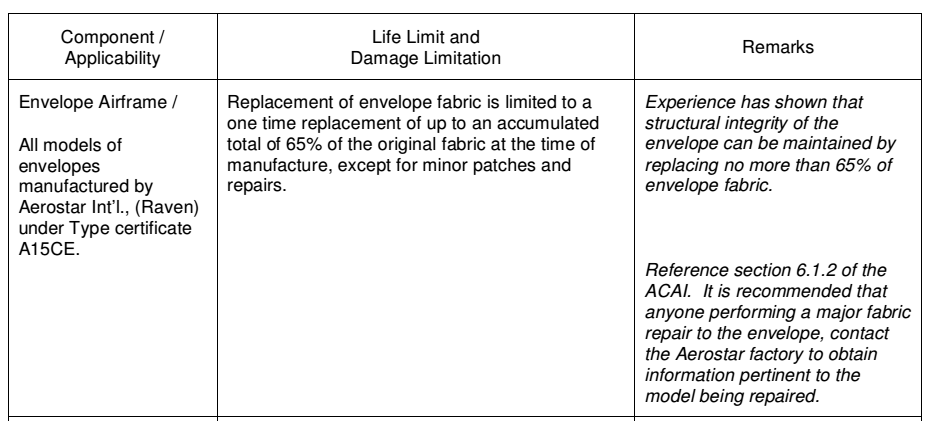 Component /
Applicability
Life Limit and
Damage Limitation
Remarks
Envelope Airframe /
All models of
envelopes
manufactured by
Aerostar Int'l., (Raven)
under Type certificate
A15CE.
Replacement of envelope fabric is limited to a
one time replacement of up to an accumulated
total of 65% of the original fabric at the time of
manufacture, except for minor patches and
repairs.
Experience has shown that
structural integrity of the
envelope can be maintained by
replacing no more than 65% of
envelope fabric.
Reference section 6.1.2 of the
ACAI. It is recommended that
anyone performing a major fabric
repair to the envelope, contact
the Aerostar factory to obtain
information pertinent to the
model being repaired.